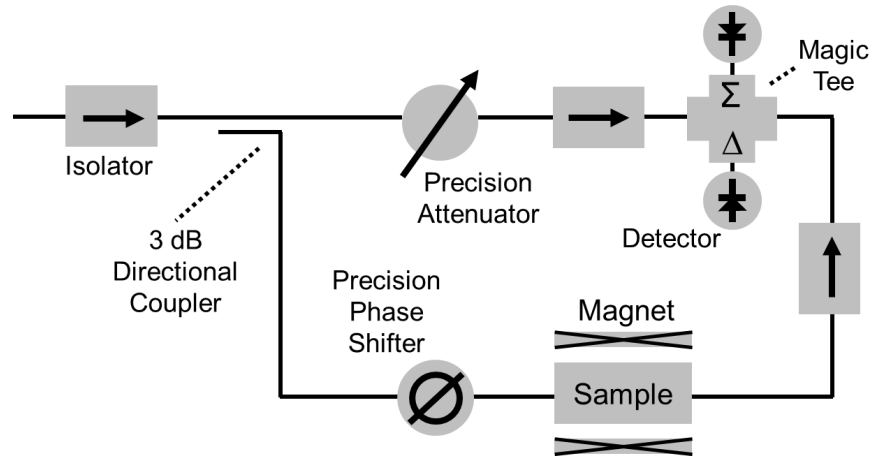 Σ
Magic
Tee
Isolator
Δ
Precision
Attenuator
Detector
3 dB
Directional
Coupler
Precision
Phase
Shifter
Magnet
Sample